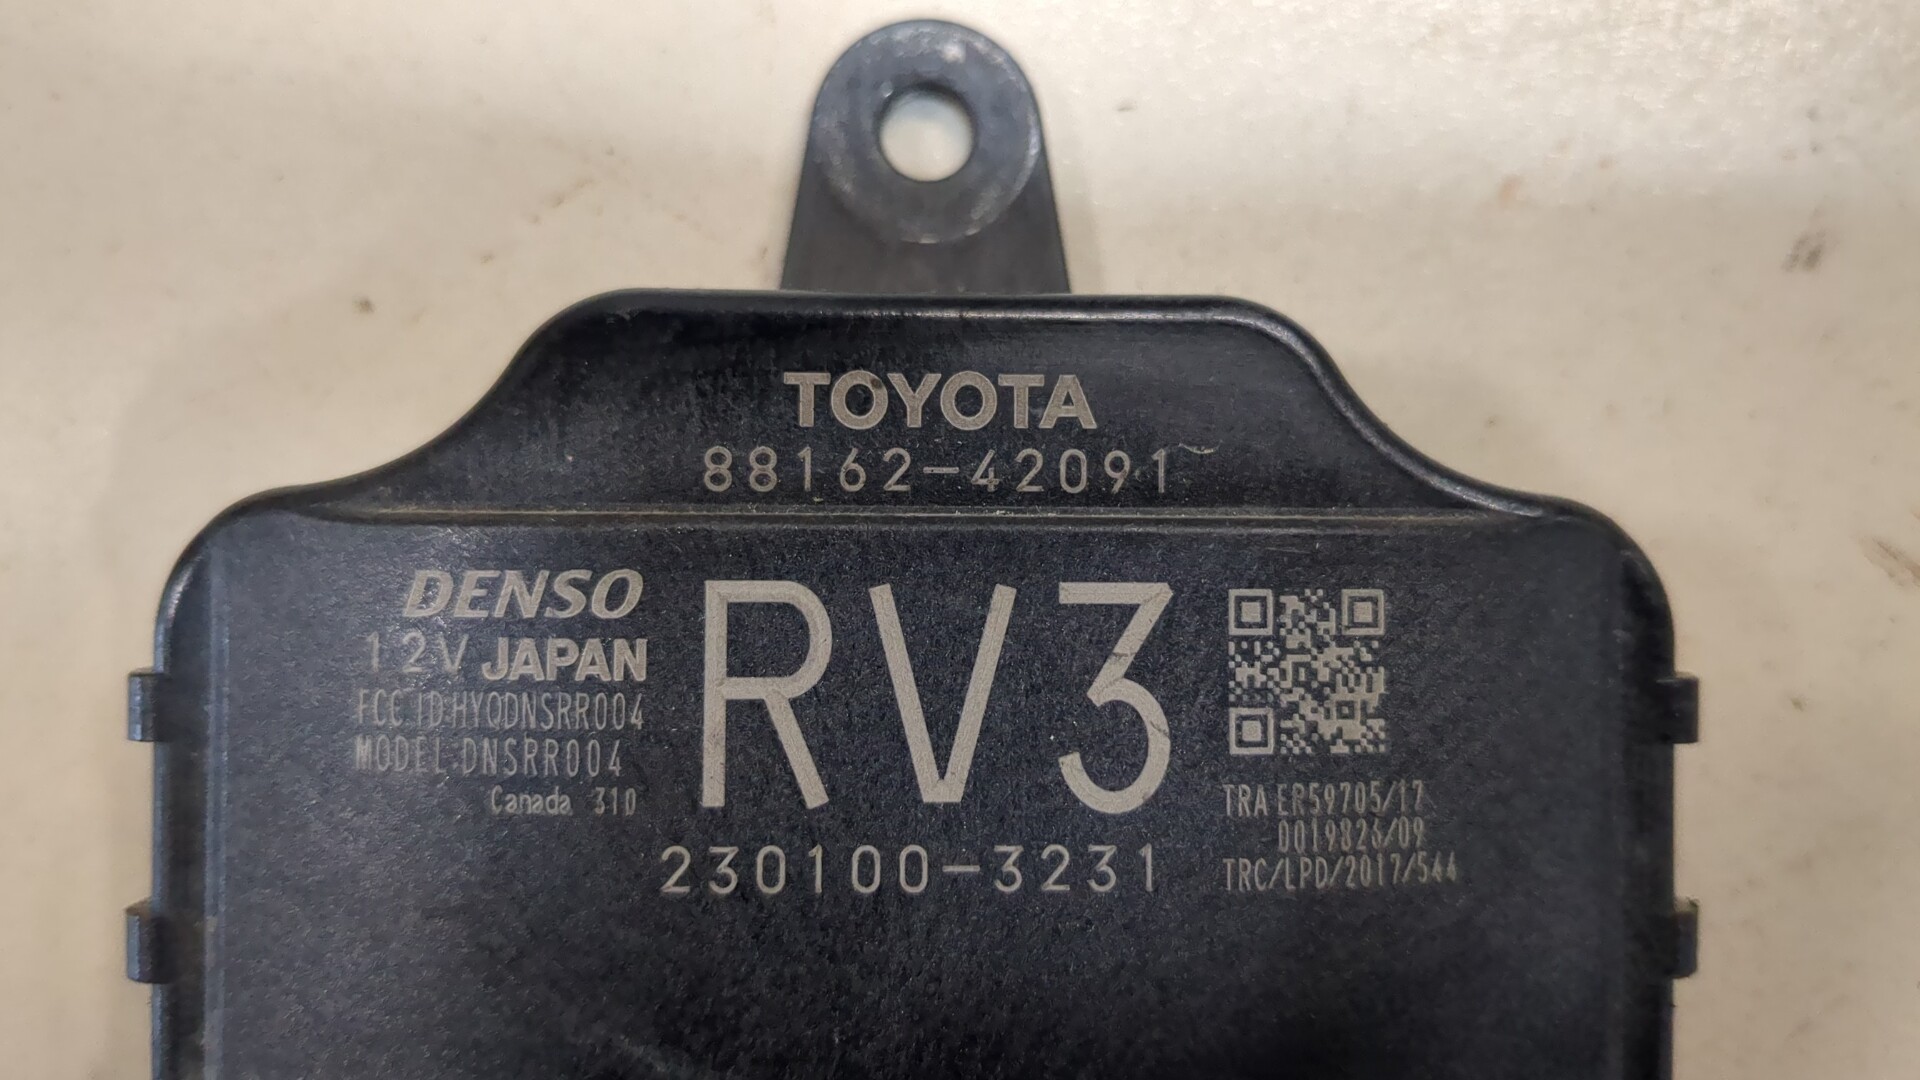 TOYOTA
88162-42091
DENSO
12V JAPAN
FCC ID:HYQDNSRR004
MODEL:DNSRR004
Canada 310
RV3
230100-3231
TRA ER59705/17
D019826/09
TRC/LPD/2017/544